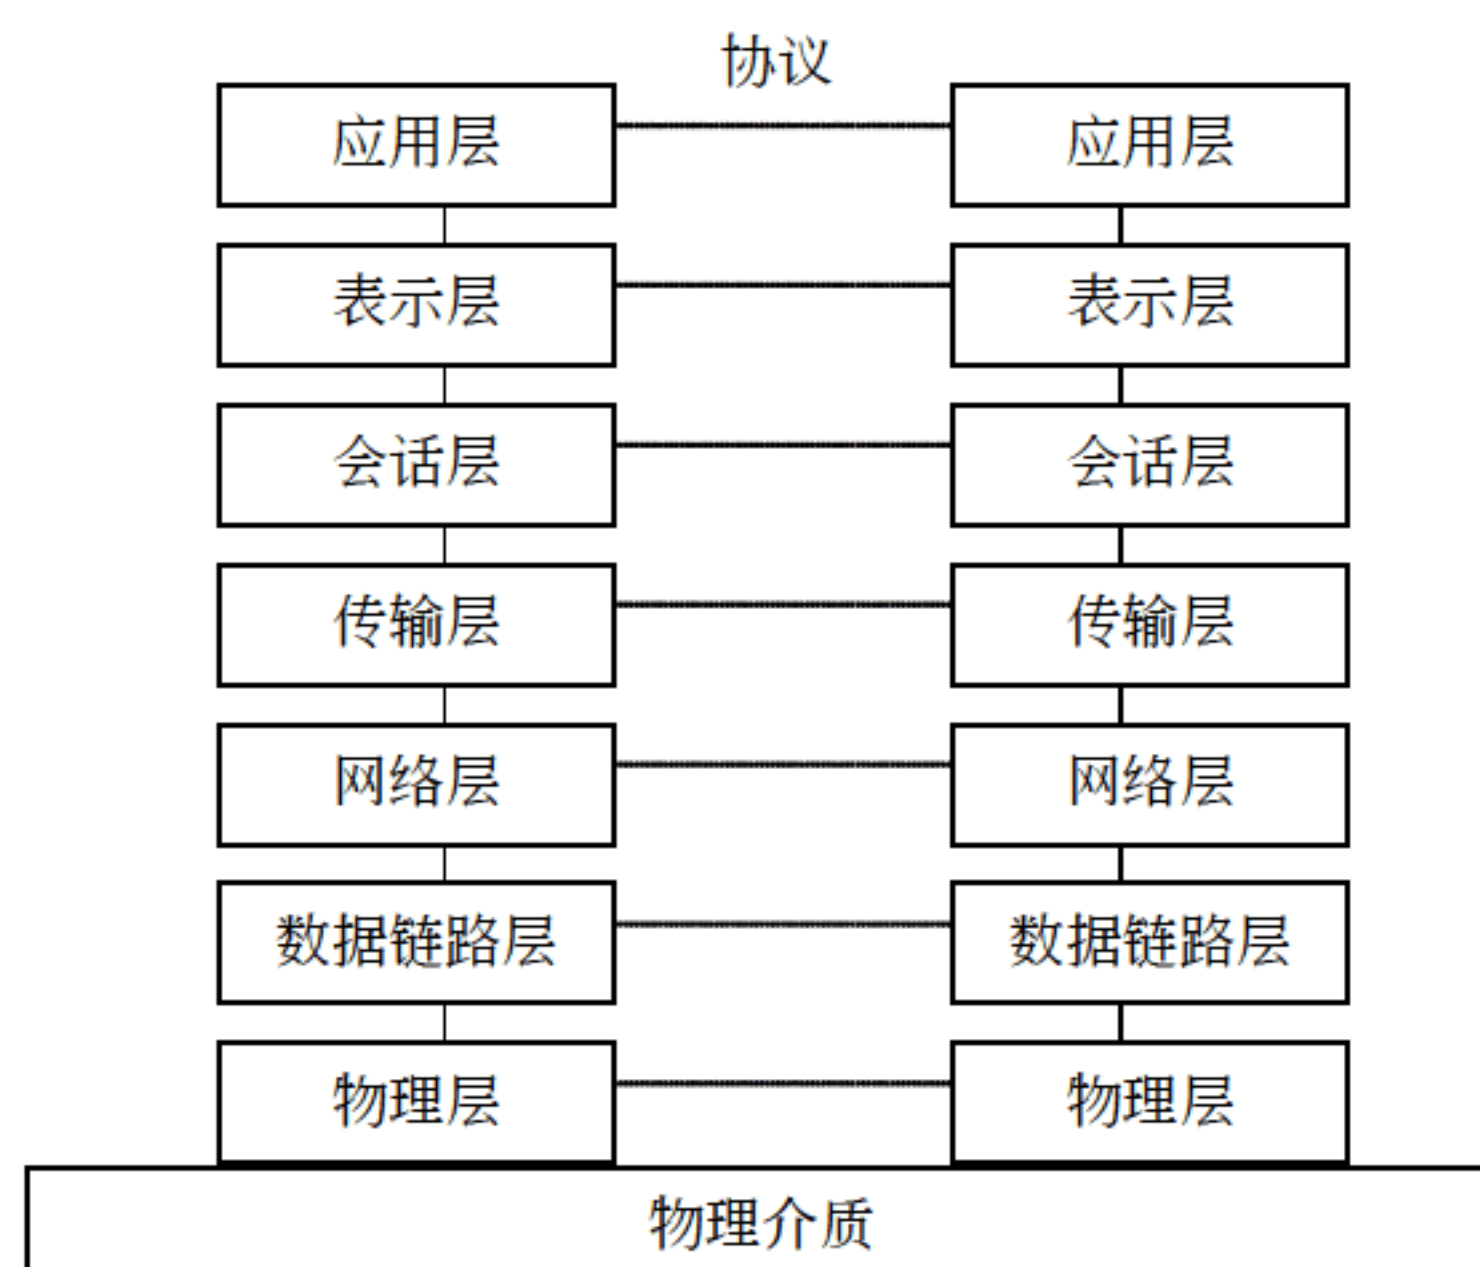 协议
应用层 应用层
表示层 表示层
会话层 会话层
传输层 传输层
网络层 网络层
数据链路层 数据链路层
物理层 物理层
物理介质